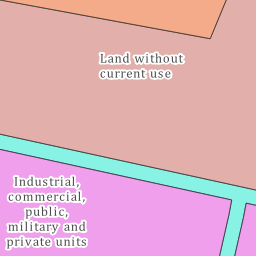 Land without
current use
Industrial,
commercial,
public,
military and
private units